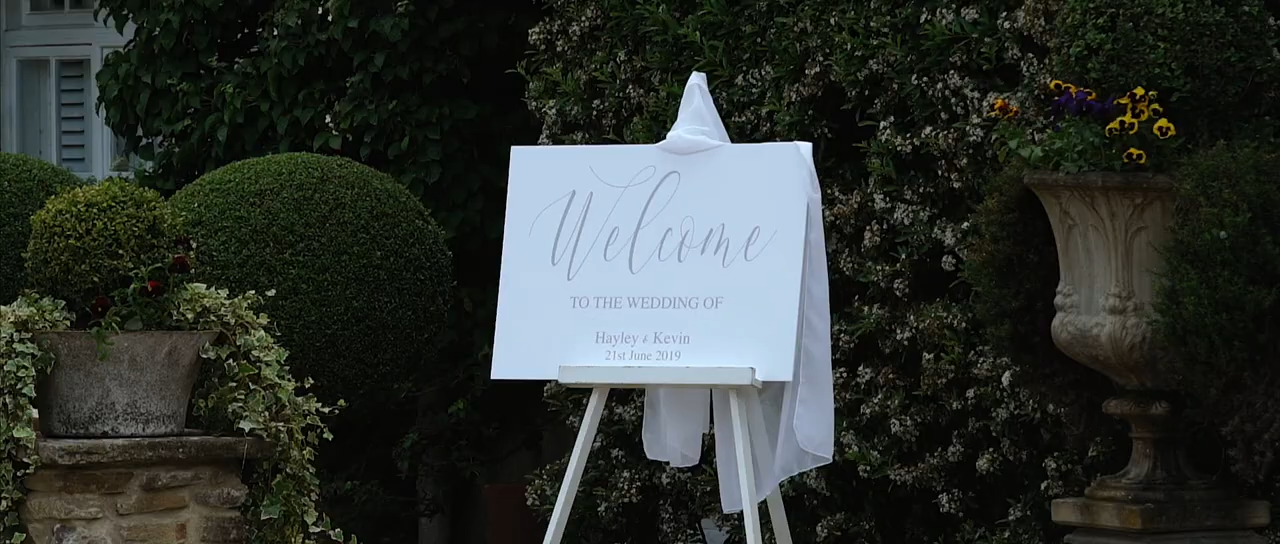 Welcome
TO THE WEDDING OF
Hayley & Kevin
21st June 2019